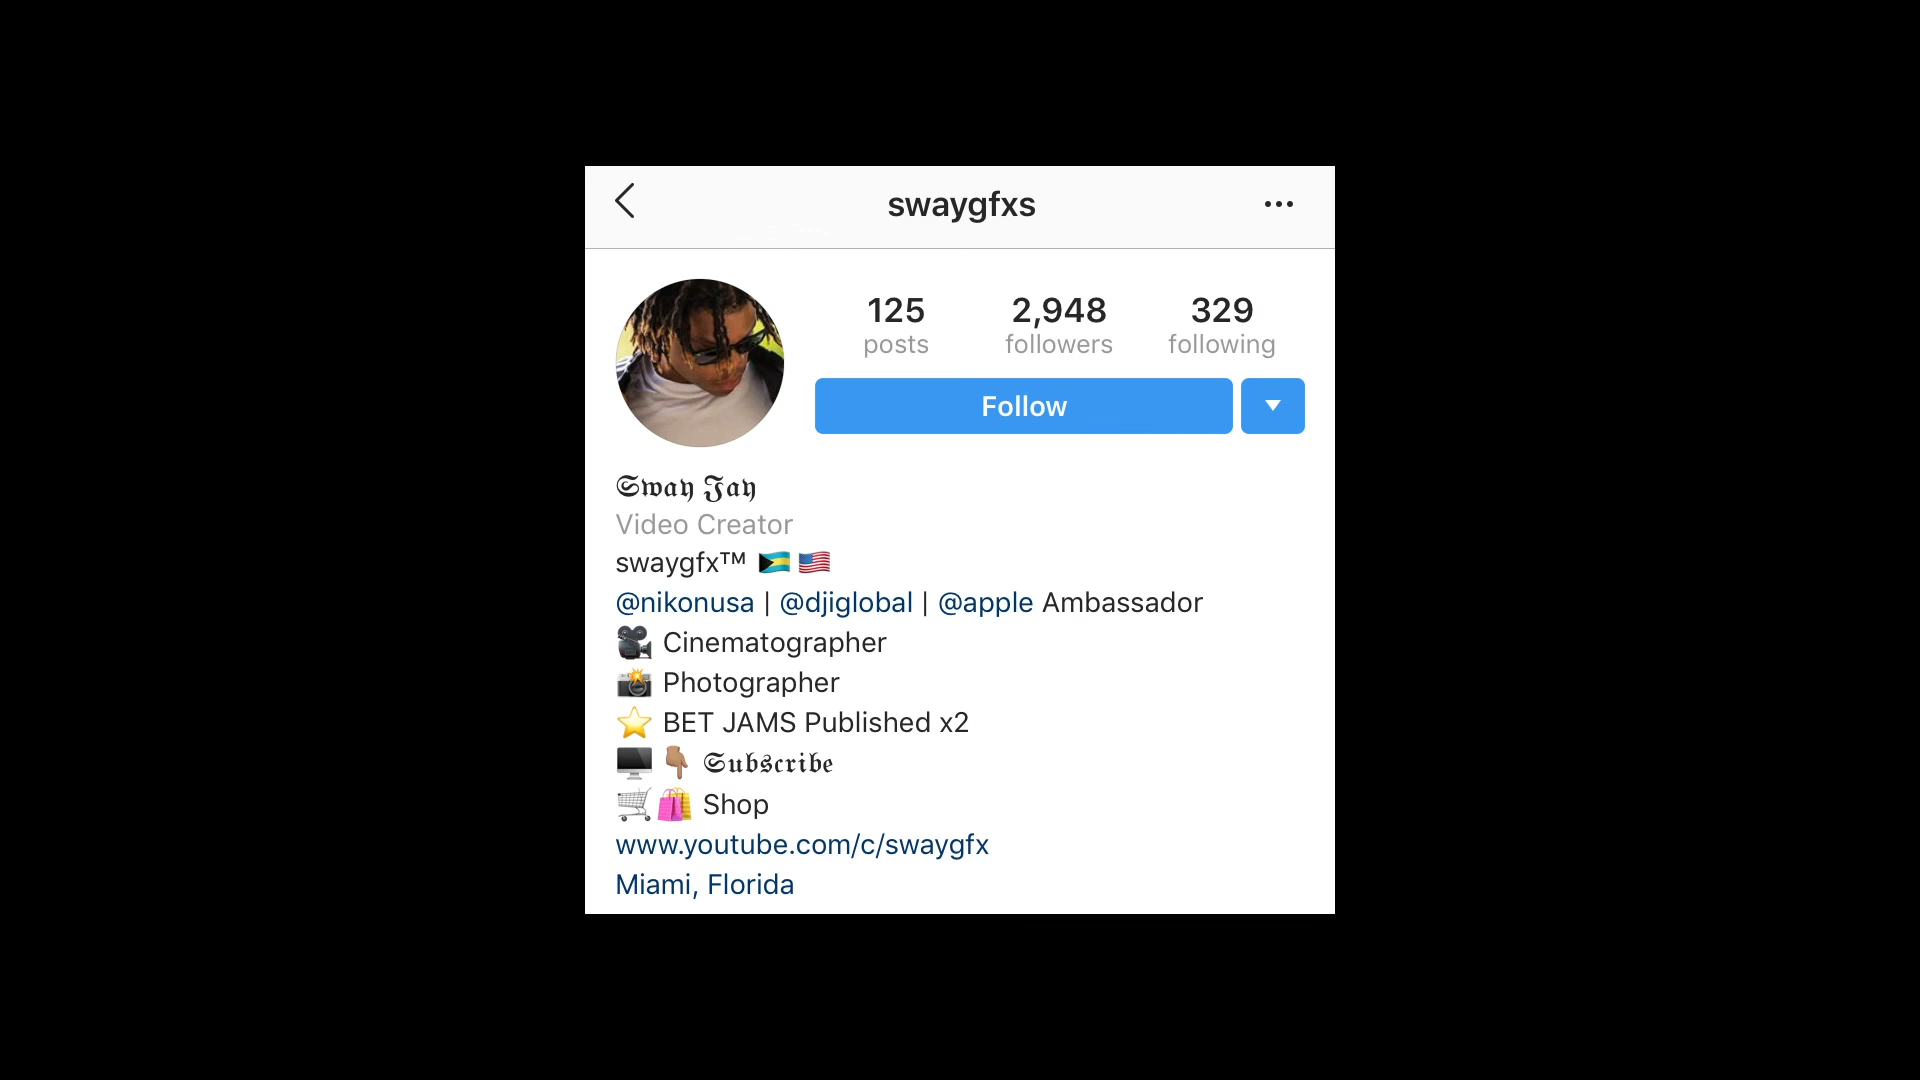 swaygfxs
125 2,948 329
posts followers following
Follow
𝕾𝖜𝖆𝖞 𝕵𝖆𝖞
Video Creator
swaygfx™ 🇧🇸 🇺🇸
@nikonusa | @djiglobal | @apple Ambassador
🎥 Cinematographer
📸 Photographer
⭐️ BET JAMS Published x2
🖥 👇🏽 𝕾𝖚𝖇𝖘𝖈𝖗𝖎𝖇𝖊
🛒🛍 Shop
www.youtube.com/c/swaygfx
Miami, Florida